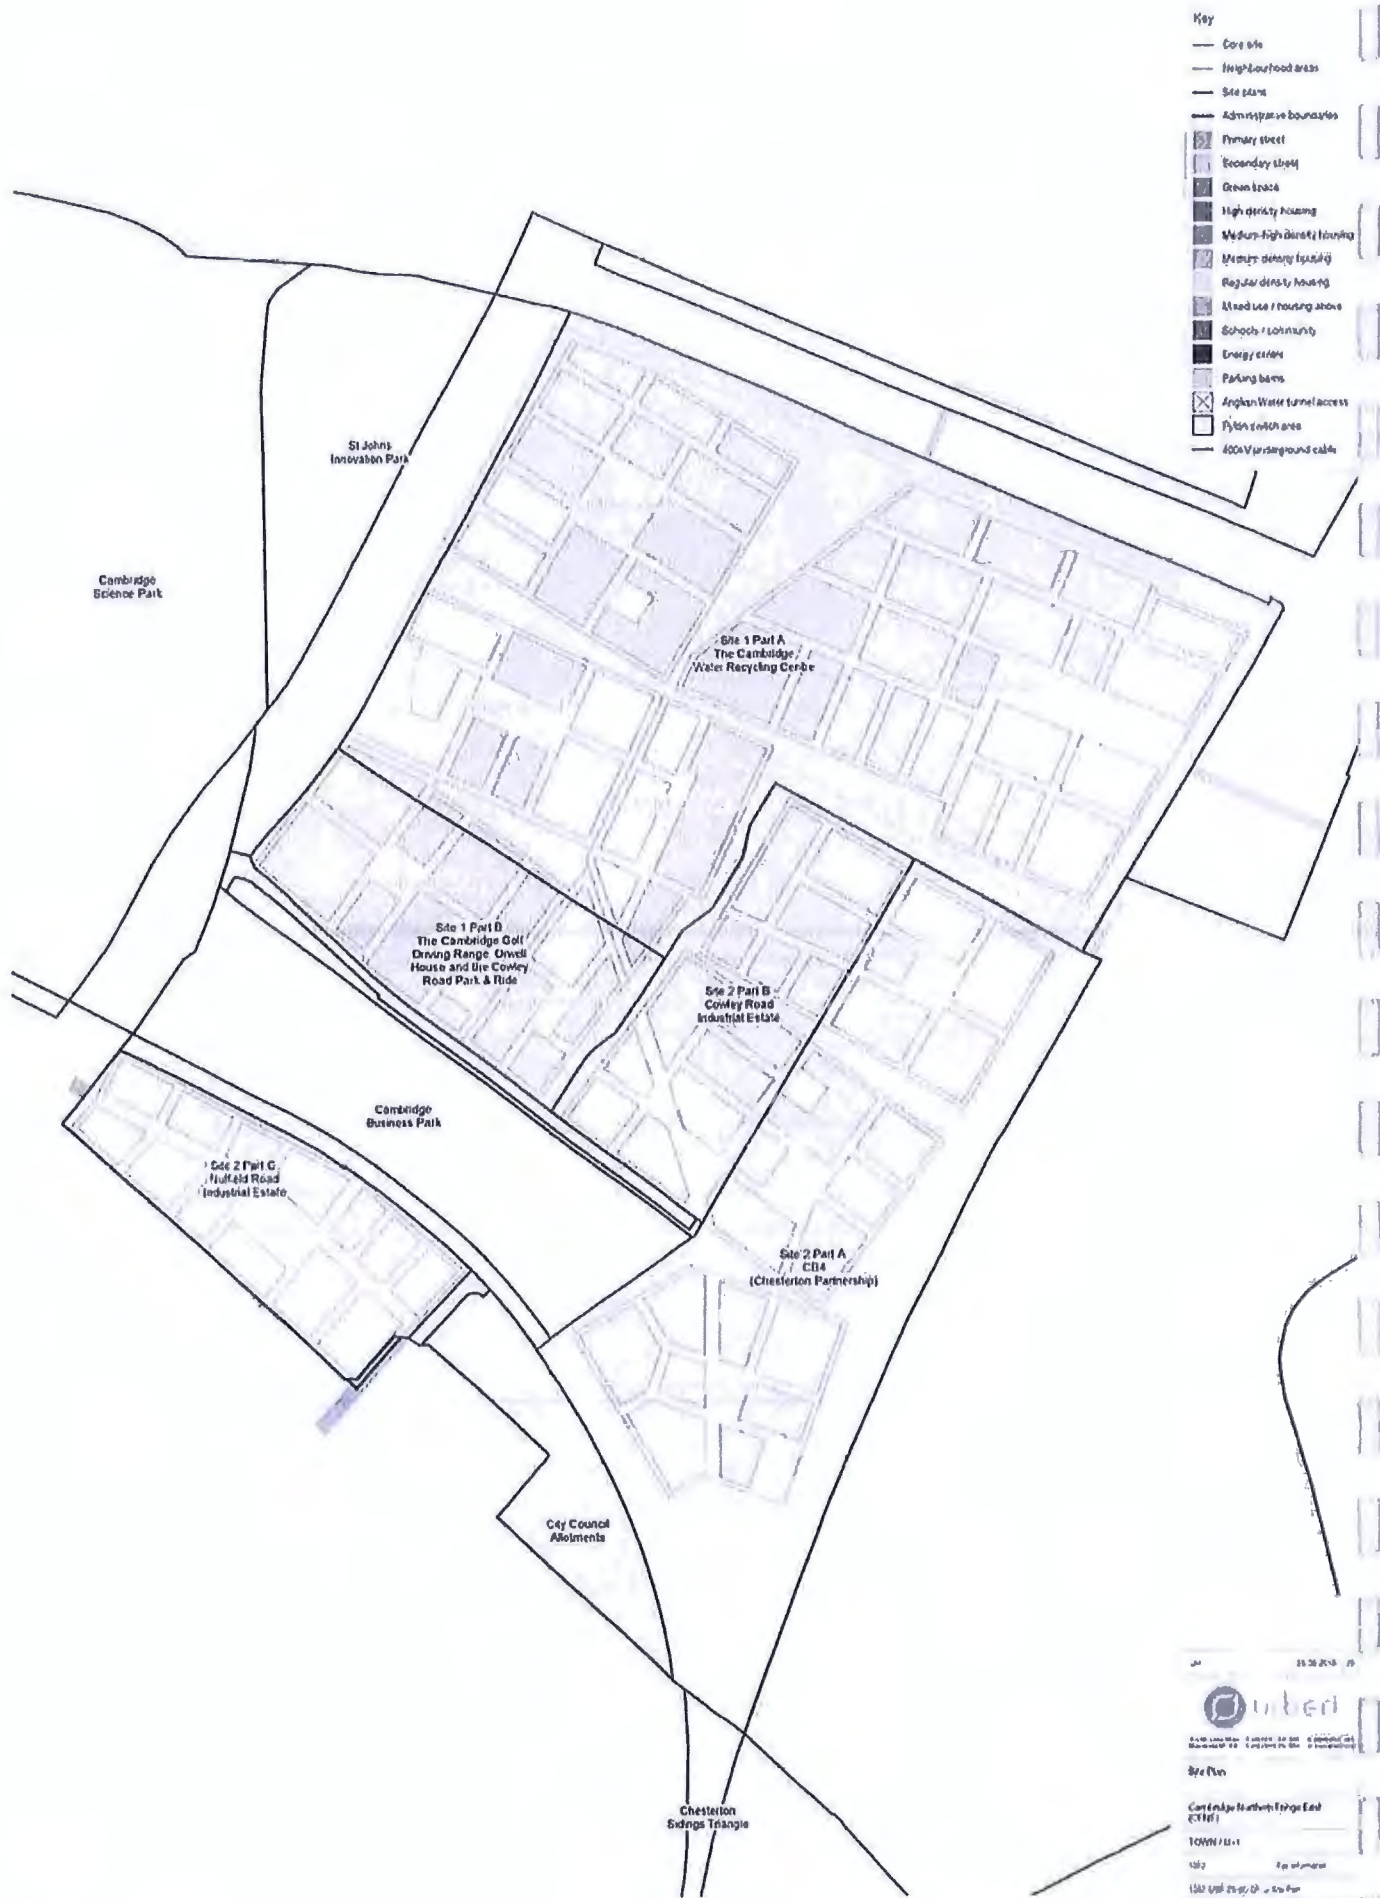 Key
Core site
Neighbourhood areas
Site plans
Administrative boundaries
Primary street
Secondary street
Green space
High density housing
Medium-high density housing
Medium density housing
Regular density housing
Mixed use / housing above
Schools / community
Energy centre
Parking barns
Anglian Water tunnel access
Pylon switch area
400kV underground cable
St Johns
Innovation Park
Cambridge
Science Park
Site 1 Part A
The Cambridge
Water Recycling Centre
Site 1 Part B
The Cambridge Golf
Driving Range, Orwell
House and the Cowley
Road Park & Ride
Site 2 Part B
Cowley Road
Industrial Estate
Cambridge
Business Park
Site 2 Part C
Nuffield Road
Industrial Estate
Site 2 Part A
CB4
(Chesterton Partnership)
City Council
Allotments
Chesterton
Sidings Triangle
urbed
Site Plan
Cambridge Northern Fringe East
(CNFE)